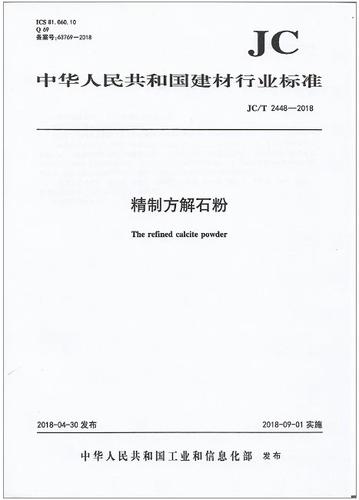 ICS 81.060.10
Q 69
备案号:63769—2018
JC
中华人民共和国建材行业标准
JC/T 2448—2018
精制方解石粉
The refined calcite powder
2018-04-30 发布
2018-09-01 实施
中华人民共和国工业和信息化部 发布